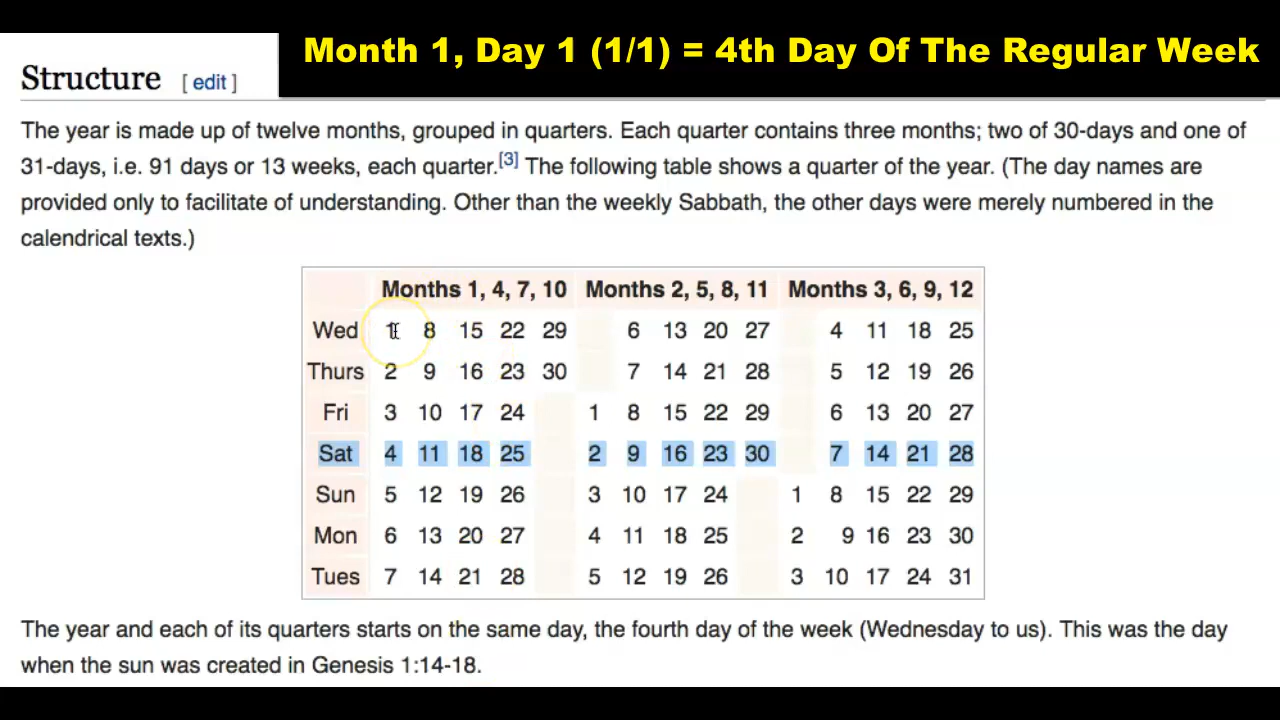 Month 1, Day 1 (1/1) = 4th Day Of The Regular Week
Structure [ edit ]
The year is made up of twelve months, grouped in quarters. Each quarter contains three months; two of 30-days and one of
31-days, i.e. 91 days or 13 weeks, each quarter.[3] The following table shows a quarter of the year. (The day names are
provided only to facilitate of understanding. Other than the weekly Sabbath, the other days were merely numbered in the
calendrical texts.)
Months 1, 4, 7, 10 Months 2, 5, 8, 11 Months 3, 6, 9, 12
Wed 1 8 15 22 29 6 13 20 27 4 11 18 25
Thurs 2 9 16 23 30 7 14 21 28 5 12 19 26
Fri 3 10 17 24 1 8 15 22 29 6 13 20 27
Sat 4 11 18 25 2 9 16 23 30 7 14 21 28
Sun 5 12 19 26 3 10 17 24 1 8 15 22 29
Mon 6 13 20 27 4 11 18 25 2 9 16 23 30
Tues 7 14 21 28 5 12 19 26 3 10 17 24 31
The year and each of its quarters starts on the same day, the fourth day of the week (Wednesday to us). This was the day
when the sun was created in Genesis 1:14-18.